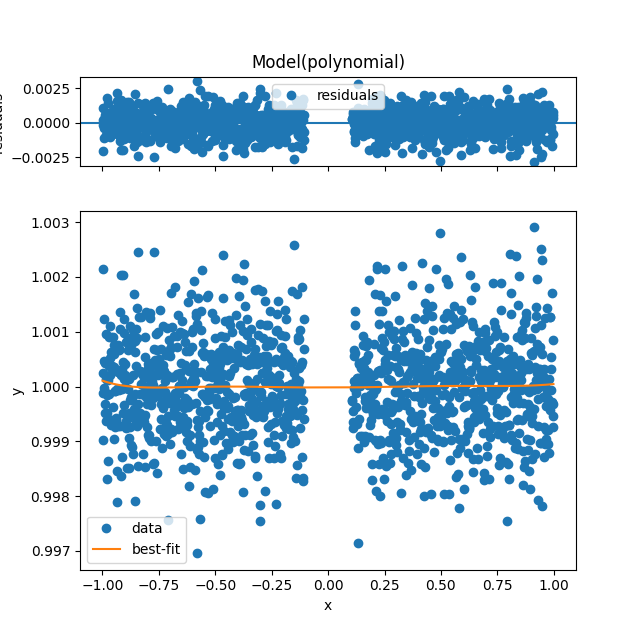 Model(polynomial)
0.0025
0.0000
−0.0025
residuals
residuals
1.003
1.002
1.001
1.000
0.999
0.998
0.997
y
data
best-fit
−1.00 −0.75 −0.50 −0.25 0.00 0.25 0.50 0.75 1.00
x